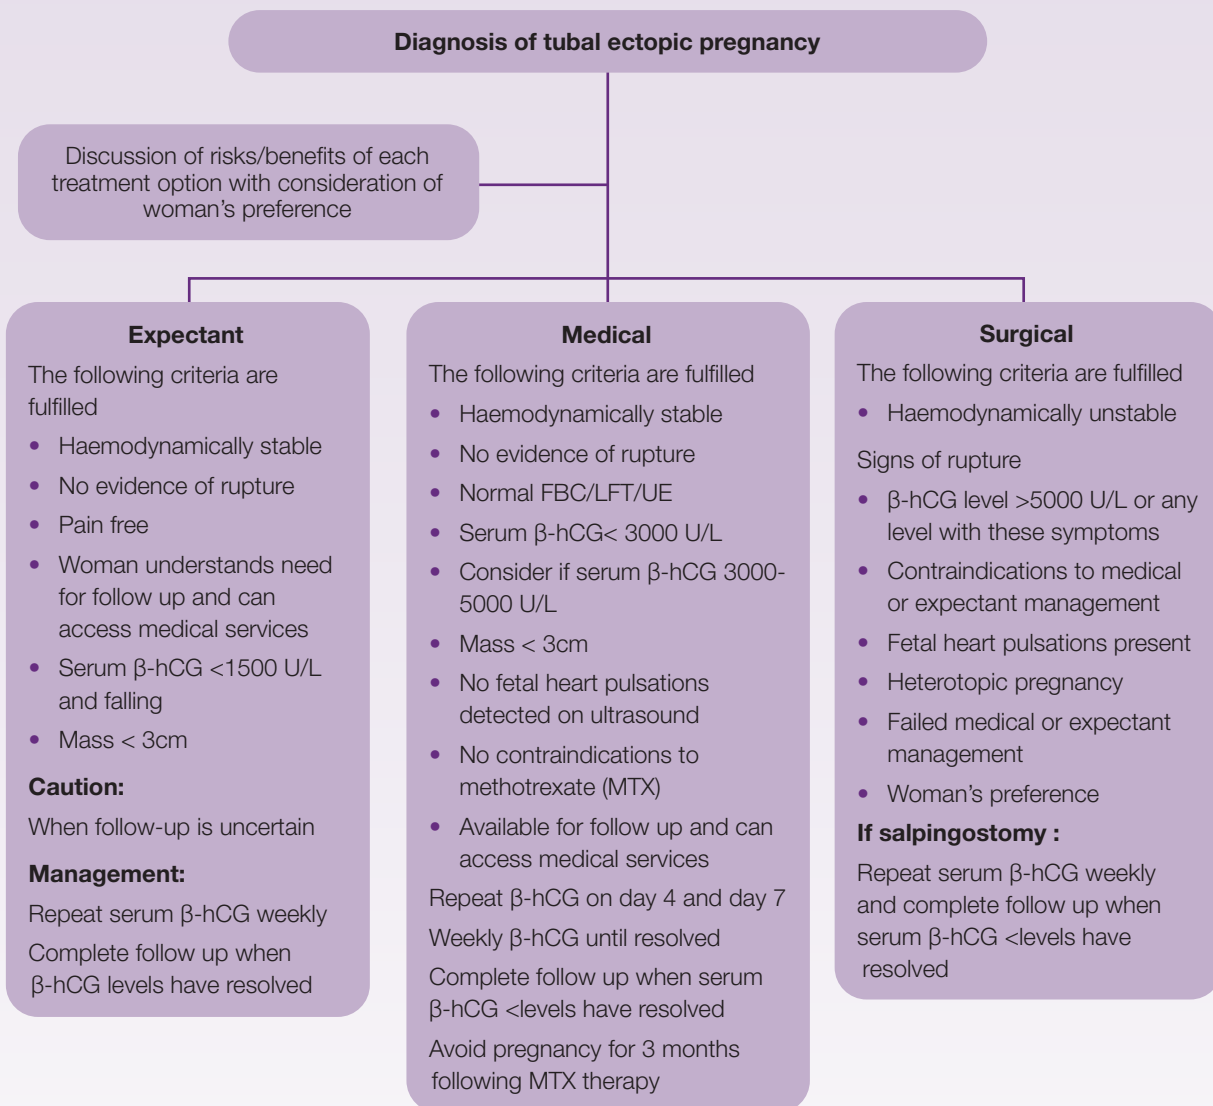 Diagnosis of tubal ectopic pregnancy
Discussion of risks/benefits of each
treatment option with consideration of
woman's preference
Expectant
The following criteria are
fulfilled
• Haemodynamically stable
• No evidence of rupture
• Pain free
• Woman understands need
for follow up and can
access medical services
• Serum β-hCG <1500 U/L
and falling
• Mass < 3cm
Caution:
When follow-up is uncertain
Management:
Repeat serum β-hCG weekly
Complete follow up when
β-hCG levels have resolved
Medical
The following criteria are fulfilled
• Haemodynamically stable
• No evidence of rupture
• Normal FBC/LFT/UE
• Serum β-hCG< 3000 U/L
• Consider if serum β-hCG 3000-
5000 U/L
• Mass < 3cm
• No fetal heart pulsations
detected on ultrasound
• No contraindications to
methotrexate (MTX)
• Available for follow up and can
access medical services
Repeat β-hCG on day 4 and day 7
Weekly β-hCG until resolved
Complete follow up when serum
β-hCG <levels have resolved
Avoid pregnancy for 3 months
following MTX therapy
Surgical
The following criteria are fulfilled
• Haemodynamically unstable
Signs of rupture
• β-hCG level >5000 U/L or any
level with these symptoms
• Contraindications to medical
or expectant management
• Fetal heart pulsations present
• Heterotopic pregnancy
• Failed medical or expectant
management
• Woman's preference
If salpingostomy :
Repeat serum β-hCG weekly
and complete follow up when
serum β-hCG <levels have
resolved